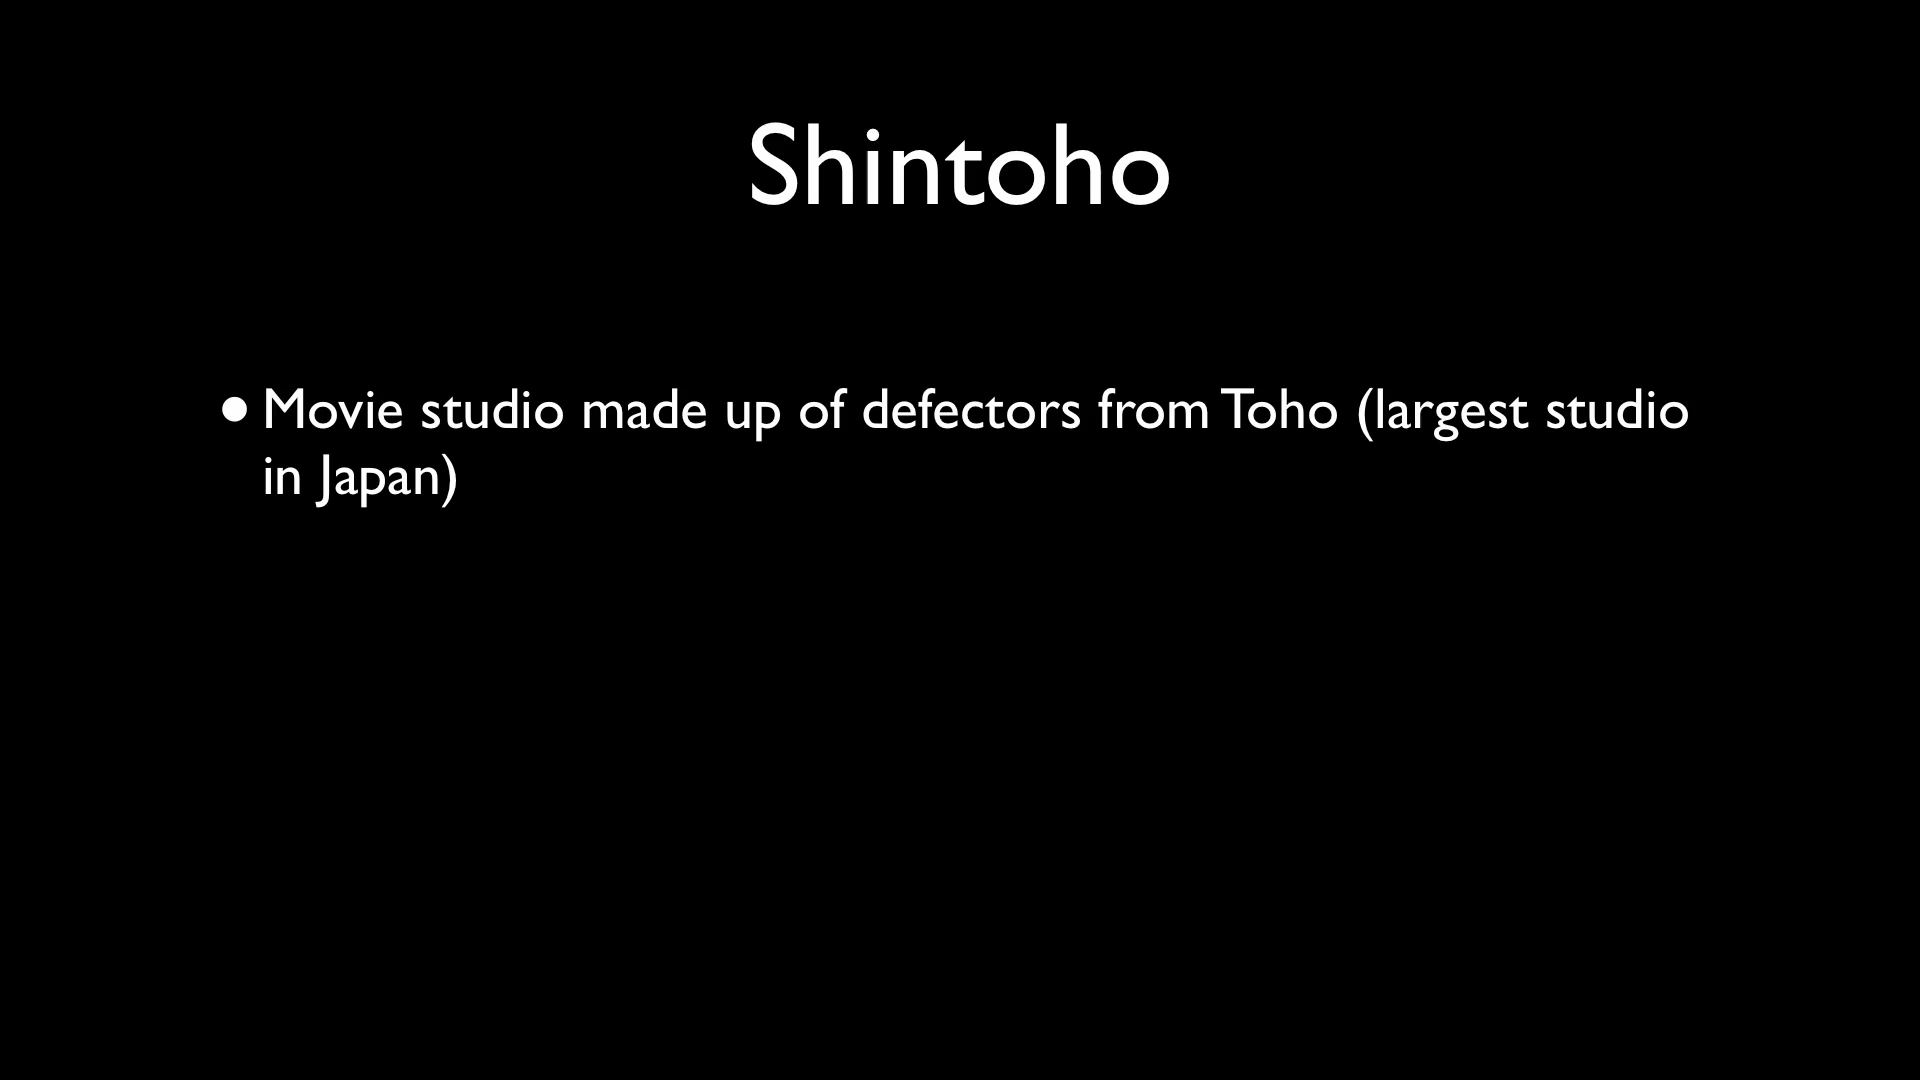 Shintoho
• Movie studio made up of defectors from Toho (largest studio
in Japan)